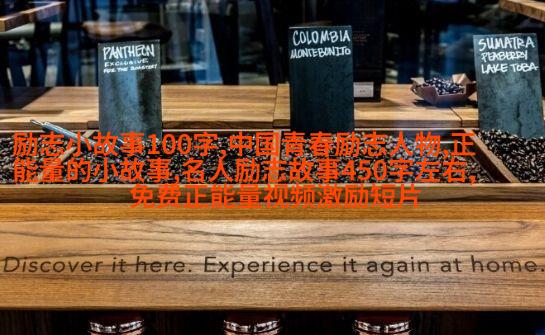 PANTHEON
EXCLUSIVE
FOR THE ROASTERY
COLOMBIA
MONTEBONITO
SUMATRA
PEABERRY
LAKE TOBA
励志小故事100字,中国青春励志人物,正
能量的小故事,名人励志故事450字左右,
免费正能量视频激励短片
Discover it here. Experience it again at home.